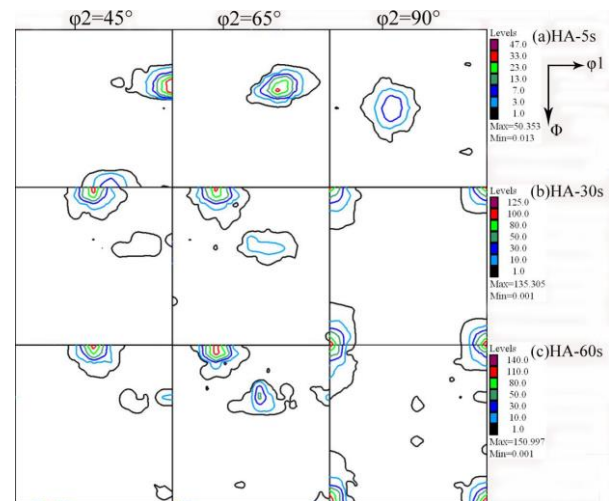 φ2=45° φ2=65° φ2=90°
(a)HA-5s
Levels
47.0
33.0
23.0
13.0
7.0
3.0
1.0
Max=50.353
Min=0.013
φ1
Φ
(b)HA-30s
Levels
125.0
100.0
80.0
50.0
30.0
10.0
1.0
Max=135.305
Min=0.001
(c)HA-60s
Levels
140.0
110.0
80.0
50.0
30.0
10.0
1.0
Max=150.997
Min=0.001